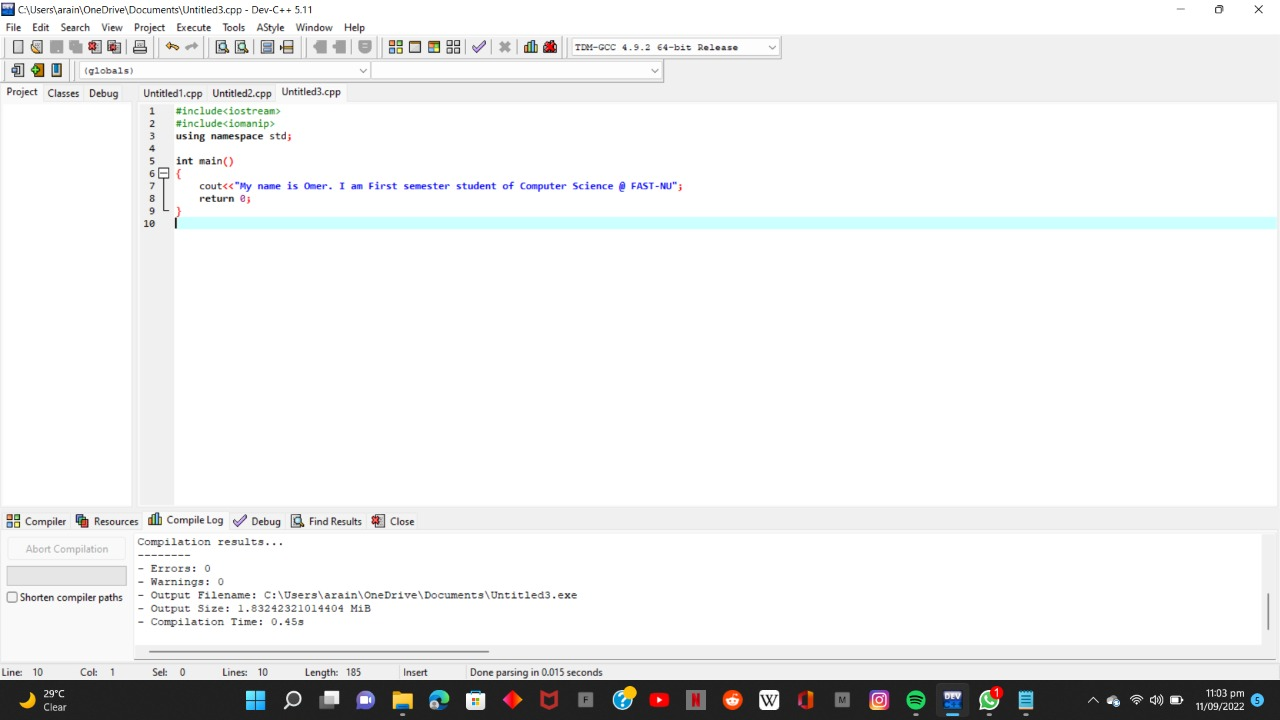 C:\Users\arain\OneDrive\Documents\Untitled3.cpp - Dev-C++ 5.11
File Edit Search View Project Execute Tools AStyle Window Help
TDM-GCC 4.9.2 64-bit Release
(globals)
Project Classes Debug Untitled1.cpp Untitled2.cpp Untitled3.cpp
1 #include<iostream>
2 #include<iomanip>
3 using namespace std;
4
5 int main()
6 {
7 cout<<"My name is Omer. I am First semester student of Computer Science @ FAST-NU";
8 return 0;
9 }
10
Compiler Resources Compile Log Debug Find Results Close
Abort Compilation
Shorten compiler paths
Compilation results...
--------
- Errors: 0
- Warnings: 0
- Output Filename: C:\Users\arain\OneDrive\Documents\Untitled3.exe
- Output Size: 1.83242321014404 MiB
- Compilation Time: 0.45s
Line: 10 Col: 1 Sel: 0 Lines: 10 Length: 185 Insert Done parsing in 0.015 seconds
29°C
Clear
F
N
W
M
DEV
1
11:03 pm
11/09/2022
5